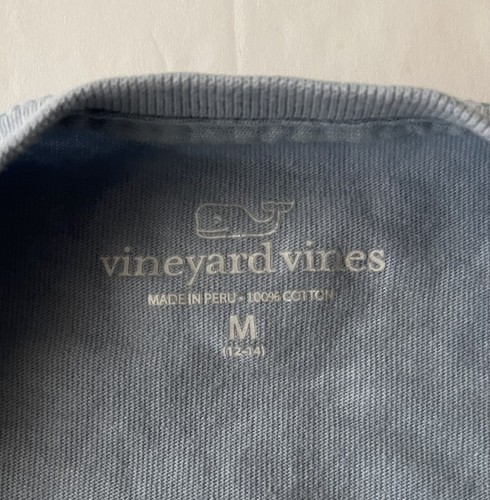 vineyard vines
MADE IN PERU • 100% COTTON
M
(12-14)